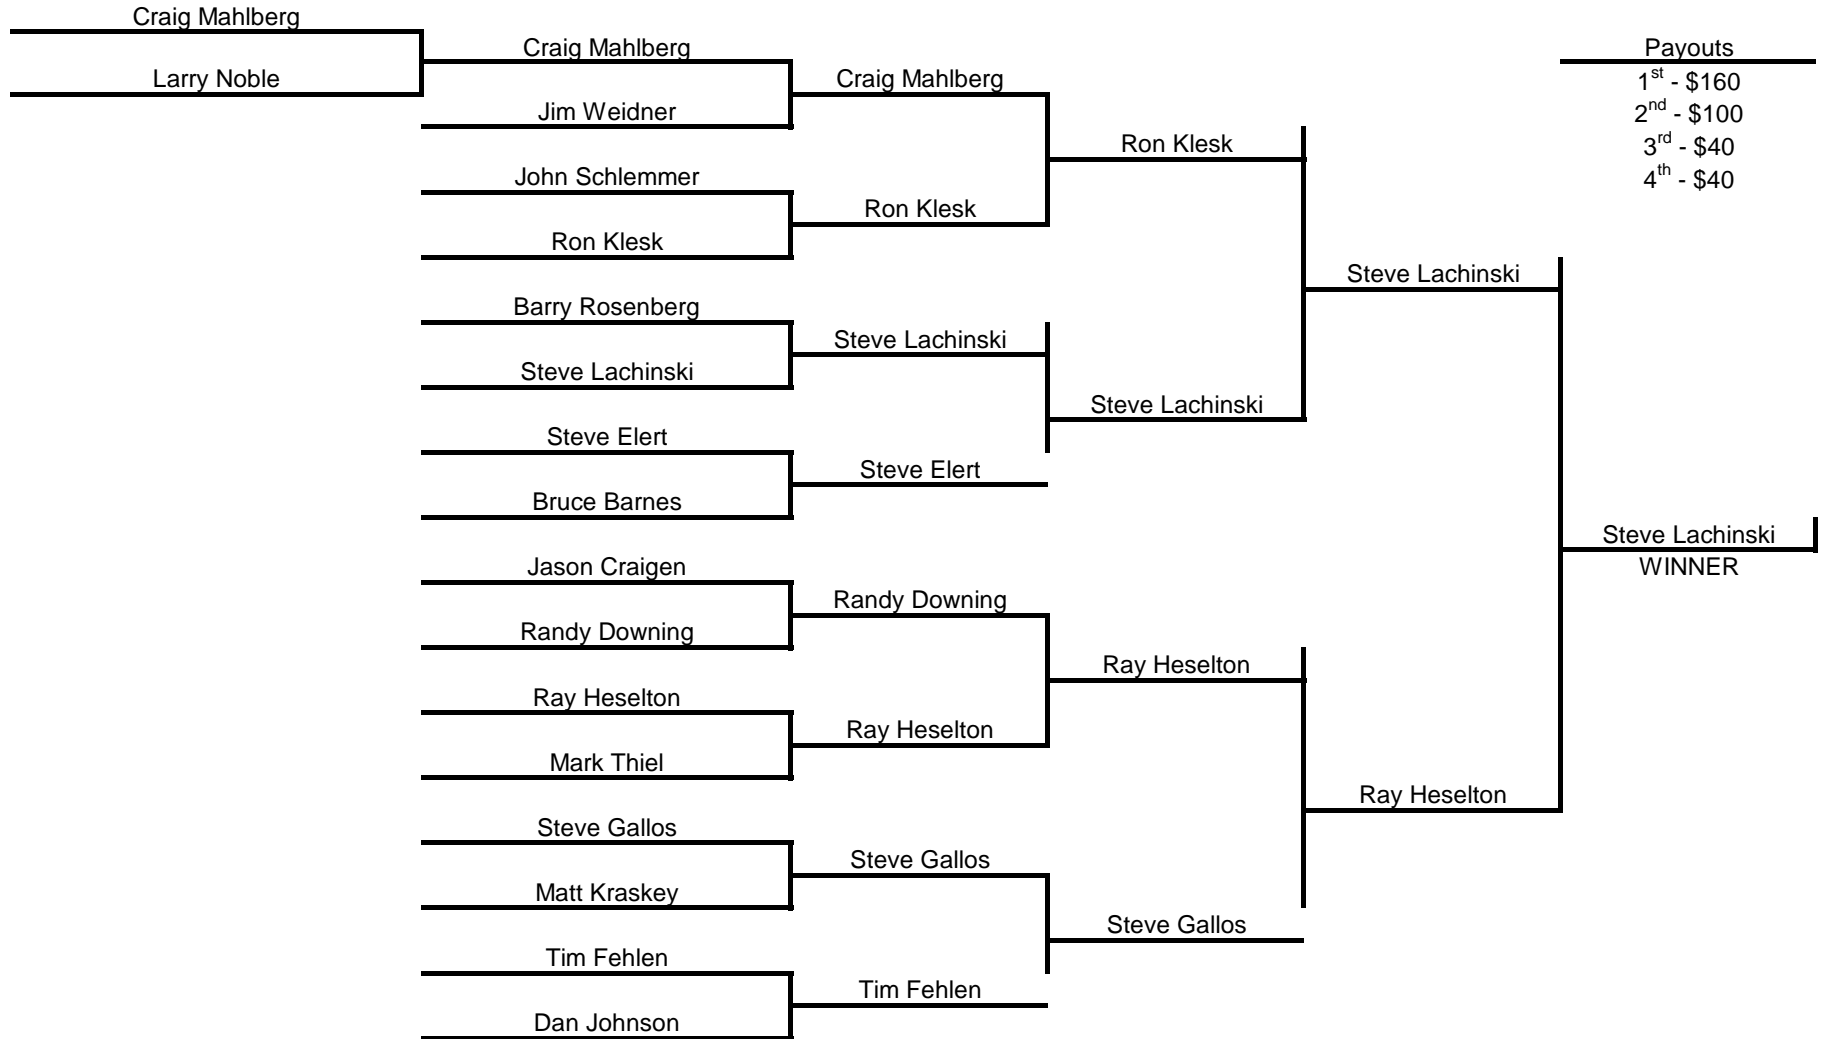 Craig Mahlberg
Larry Noble
Craig Mahlberg
Jim Weidner
John Schlemmer
Ron Klesk
Barry Rosenberg
Steve Lachinski
Steve Elert
Bruce Barnes
Jason Craigen
Randy Downing
Ray Heselton
Mark Thiel
Steve Gallos
Matt Kraskey
Tim Fehlen
Dan Johnson
Craig Mahlberg
Ron Klesk
Steve Lachinski
Steve Elert
Randy Downing
Ray Heselton
Steve Gallos
Tim Fehlen
Ron Klesk
Steve Lachinski
Ray Heselton
Steve Gallos
Steve Lachinski
Ray Heselton
Steve Lachinski
WINNER
Payouts
1st - $160
2nd - $100
3rd - $40
4th - $40